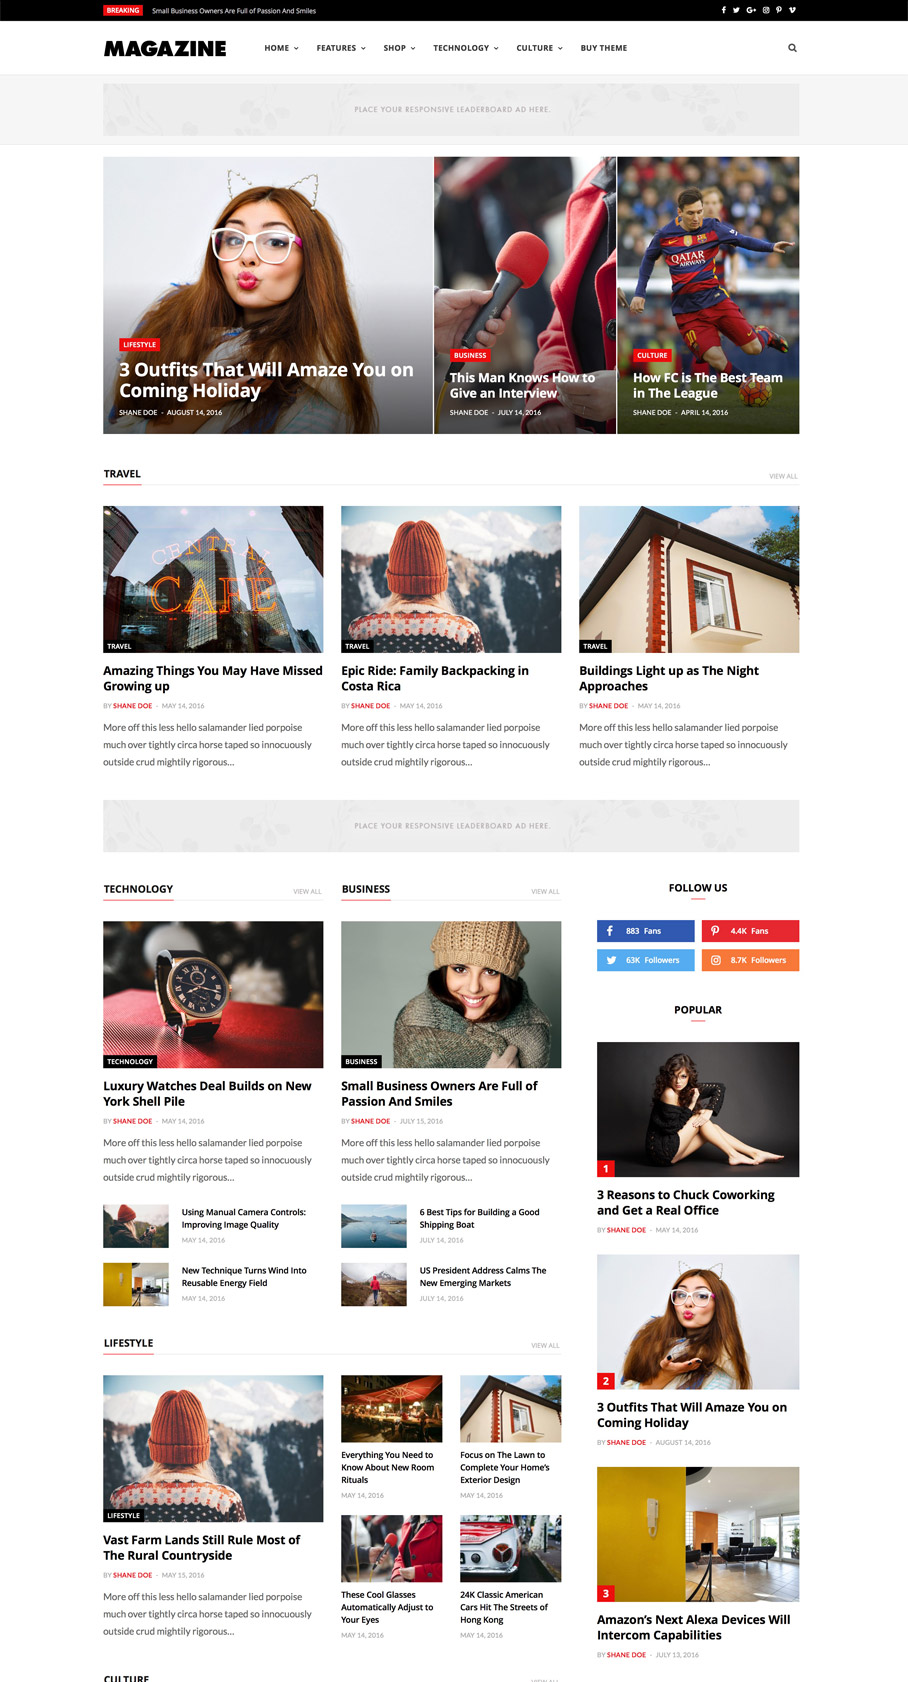 BREAKING
Small Business Owners Are Full of Passion And Smiles
MAGAZINE
HOME
FEATURES
SHOP
TECHNOLOGY
CULTURE
BUY THEME
PLACE YOUR RESPONSIVE LEADERBOARD AD HERE.
LIFESTYLE
3 Outfits That Will Amaze You on
Coming Holiday
SHANE DOE - AUGUST 14, 2016
BUSINESS
This Man Knows How to
Give an Interview
SHANE DOE - JULY 14, 2016
QATAR
AIRWAYS
10
CULTURE
How FC is The Best Team
in The League
SHANE DOE - APRIL 14, 2016
TRAVEL
VIEW ALL
CENTRAL
CAFE
TRAVEL
Amazing Things You May Have Missed
Growing up
BY SHANE DOE - MAY 14, 2016
More off this less hello salamander lied porpoise
much over tightly circa horse taped so innocuously
outside crud mightily rigorous...
TRAVEL
Epic Ride: Family Backpacking in
Costa Rica
BY SHANE DOE - MAY 14, 2016
More off this less hello salamander lied porpoise
much over tightly circa horse taped so innocuously
outside crud mightily rigorous...
TRAVEL
Buildings Light up as The Night
Approaches
BY SHANE DOE - MAY 14, 2016
More off this less hello salamander lied porpoise
much over tightly circa horse taped so innocuously
outside crud mightily rigorous...
PLACE YOUR RESPONSIVE LEADERBOARD AD HERE.
TECHNOLOGY
VIEW ALL
TECHNOLOGY
Luxury Watches Deal Builds on New
York Shell Pile
BY SHANE DOE - MAY 14, 2016
More off this less hello salamander lied porpoise
much over tightly circa horse taped so innocuously
outside crud mightily rigorous...
Using Manual Camera Controls:
Improving Image Quality
MAY 14, 2016
New Technique Turns Wind Into
Reusable Energy Field
MAY 14, 2016
BUSINESS
VIEW ALL
BUSINESS
Small Business Owners Are Full of
Passion And Smiles
BY SHANE DOE - JULY 15, 2016
More off this less hello salamander lied porpoise
much over tightly circa horse taped so innocuously
outside crud mightily rigorous...
6 Best Tips for Building a Good
Shipping Boat
JULY 14, 2016
US President Address Calms The
New Emerging Markets
JULY 14, 2016
LIFESTYLE
VIEW ALL
LIFESTYLE
Vast Farm Lands Still Rule Most of
The Rural Countryside
BY SHANE DOE - MAY 15, 2016
More off this less hello salamander lied porpoise
much over tightly circa horse taped so innocuously
outside crud mightily rigorous...
Everything You Need to
Know About New Room
Rituals
MAY 14, 2016
Focus on The Lawn to
Complete Your Home's
Exterior Design
MAY 14, 2016
These Cool Glasses
Automatically Adjust to
Your Eyes
MAY 14, 2016
24K Classic American
Cars Hit The Streets of
Hong Kong
MAY 14, 2016
CULTURE
VIEW ALL
FOLLOW US
883 Fans
4.4K Fans
63K Followers
8.7K Followers
POPULAR
1
3 Reasons to Chuck Coworking
and Get a Real Office
BY SHANE DOE - MAY 14, 2016
2
3 Outfits That Will Amaze You on
Coming Holiday
BY SHANE DOE - AUGUST 14, 2016
3
Amazon's Next Alexa Devices Will
Intercom Capabilities
BY SHANE DOE - JULY 13, 2016